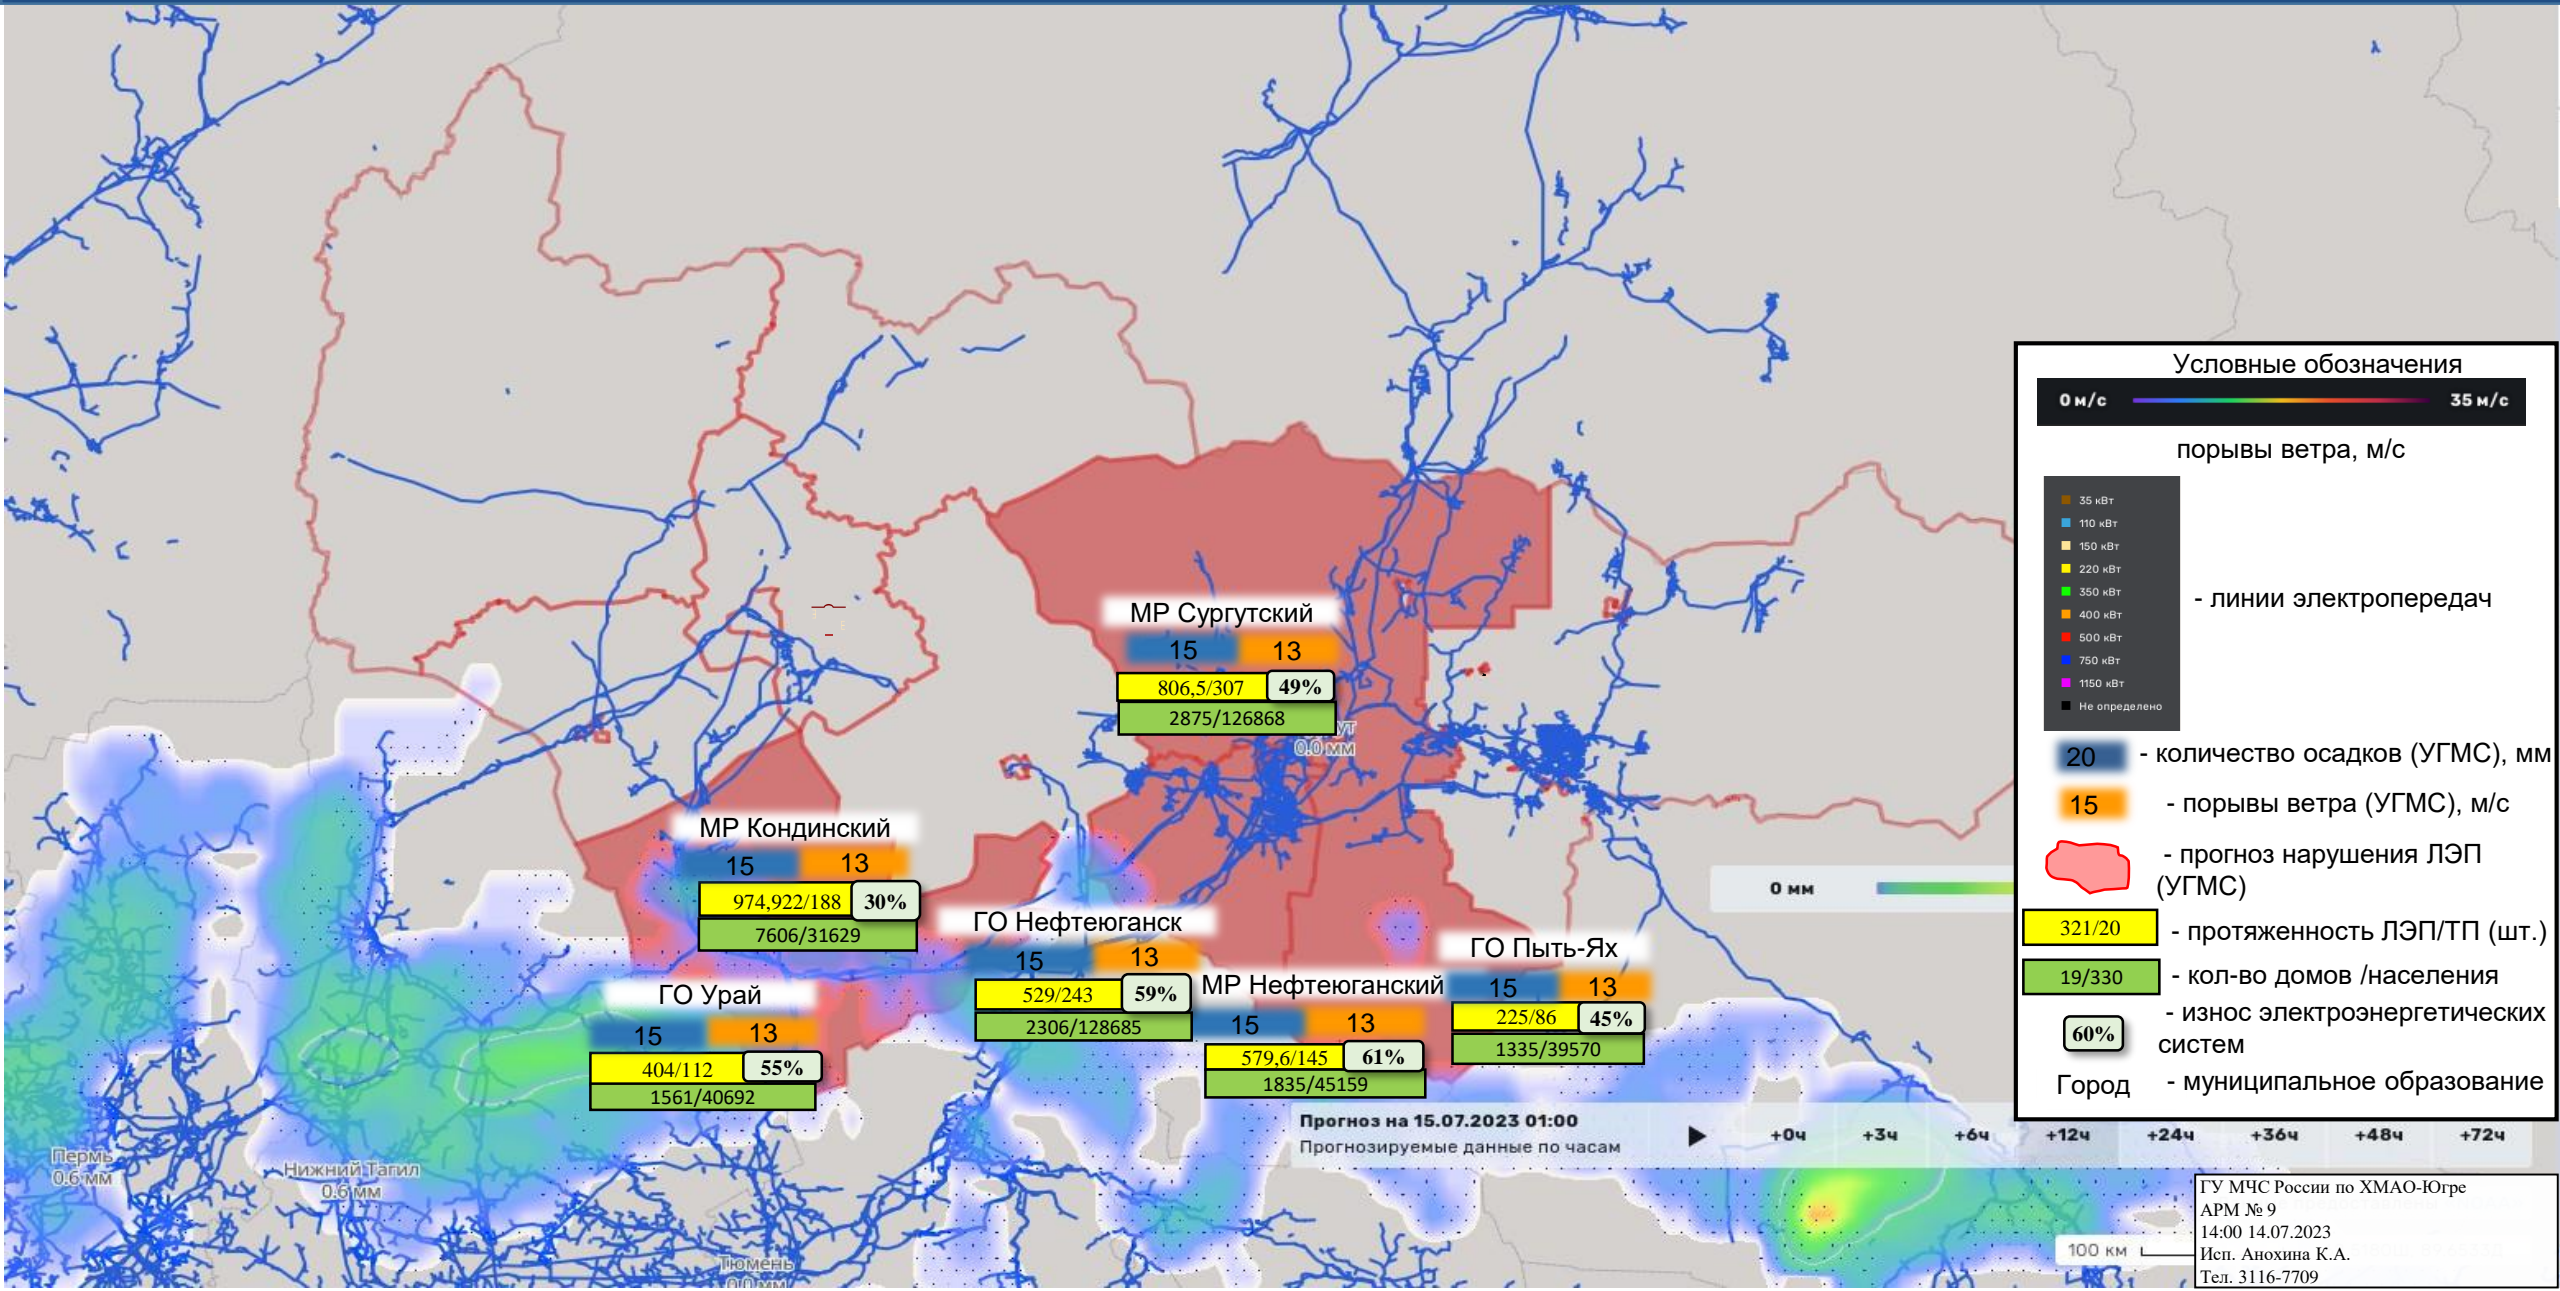 МР Сургутский
15 13
806,5/307 49%
2875/126868
0.0 мм
МР Кондинский
15 13
974,922/188 30%
7606/31629
ГО Нефтеюганск
15 13
529/243 59%
2306/128685
ГО Урай
15 13
404/112 55%
1561/40692
МР Нефтеюганский
15 13
579,6/145 61%
1835/45159
ГО Пыть-Ях
15 13
225/86 45%
1335/39570
Пермь
0.6 мм
Нижний Тагил
0.6 мм
Тюмень
0.0 мм
0 мм
Прогноз на 15.07.2023 01:00
Прогнозируемые данные по часам
+0ч +3ч +6ч +12ч +24ч +36ч +48ч +72ч
100 км
Условные обозначения
0 м/с 35 м/с
порывы ветра, м/с
35 кВт
110 кВт
150 кВт
220 кВт
350 кВт
400 кВт
500 кВт
750 кВт
1150 кВт
Не определено
- линии электропередач
20 - количество осадков (УГМС), мм
15 - порывы ветра (УГМС), м/с
- прогноз нарушения ЛЭП
(УГМС)
321/20 - протяженность ЛЭП/ТП (шт.)
19/330 - кол-во домов /населения
60% - износ электроэнергетических
систем
Город - муниципальное образование
ГУ МЧС России по ХМАО-Югре
АРМ № 9
14:00 14.07.2023
Исп. Анохина К.А.
Тел. 3116-7709